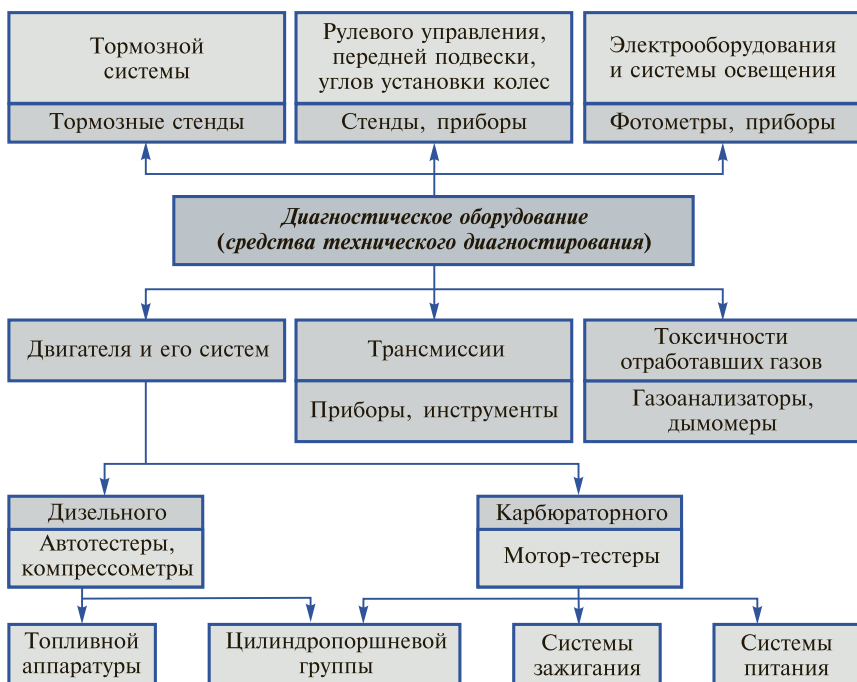 Тормозной
системы
Тормозные стенды
Рулевого управления,
передней подвески,
углов установки колес
Стенды, приборы
Электрооборудования
и системы освещения
Фотометры, приборы
Диагностическое оборудование
(средства технического диагностирования)
Двигателя и его систем
Трансмиссии
Приборы, инструменты
Токсичности
отработавших газов
Газоанализаторы,
дымомеры
Дизельного
Автотестеры,
компрессометры
Карбюраторного
Мотор-тестеры
Топливной
аппаратуры
Цилиндропоршневой
группы
Системы
зажигания
Системы
питания